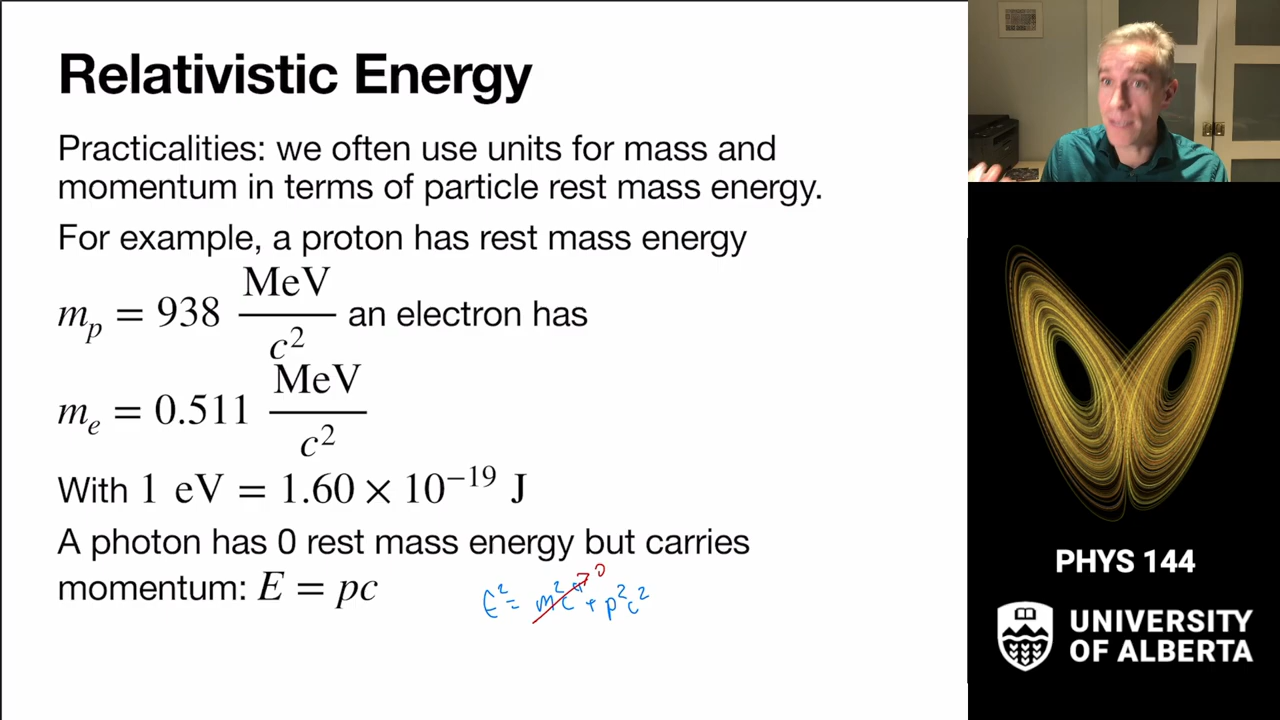 Relativistic Energy
Practicalities: we often use units for mass and
momentum in terms of particle rest mass energy.
For example, a proton has rest mass energy
m_p = 938 MeV/c² an electron has
m_e = 0.511 MeV/c²
With 1 eV = 1.60 × 10⁻¹⁹ J
A photon has 0 rest mass energy but carries
momentum: E = pc
E² = m²c⁴ + p²c²
0
PHYS 144
UNIVERSITY
OF ALBERTA